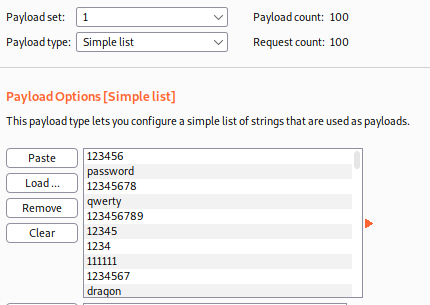 Payload set: 1 Payload count: 100
Payload type: Simple list Request count: 100
Payload Options [Simple list]
This payload type lets you configure a simple list of strings that are used as payloads.
Paste
Load ...
Remove
Clear
123456
password
12345678
qwerty
123456789
12345
1234
111111
1234567
dragon